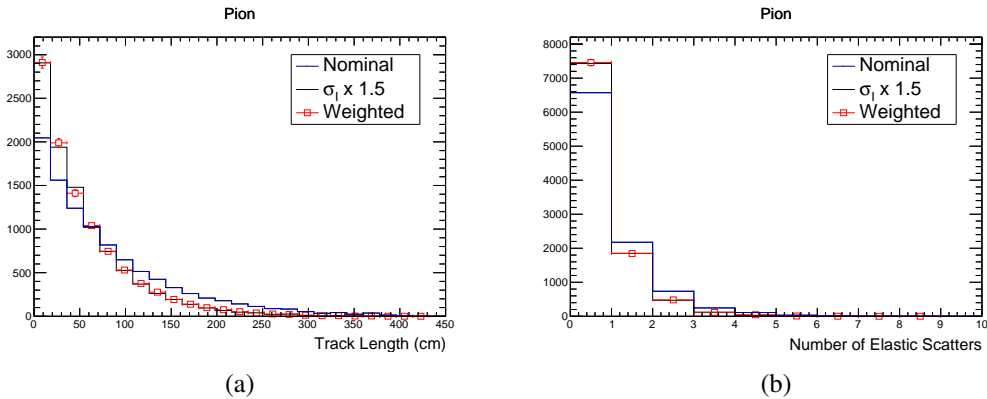 Pion
3000
2500
2000
1500
1000
500
0
0 50 100 150 200 250 300 350 400 450
Track Length (cm)
Nominal
σ_I x 1.5
Weighted
(a)
Pion
8000
7000
6000
5000
4000
3000
2000
1000
0
0 1 2 3 4 5 6 7 8 9 10
Number of Elastic Scatters
Nominal
σ_I x 1.5
Weighted
(b)